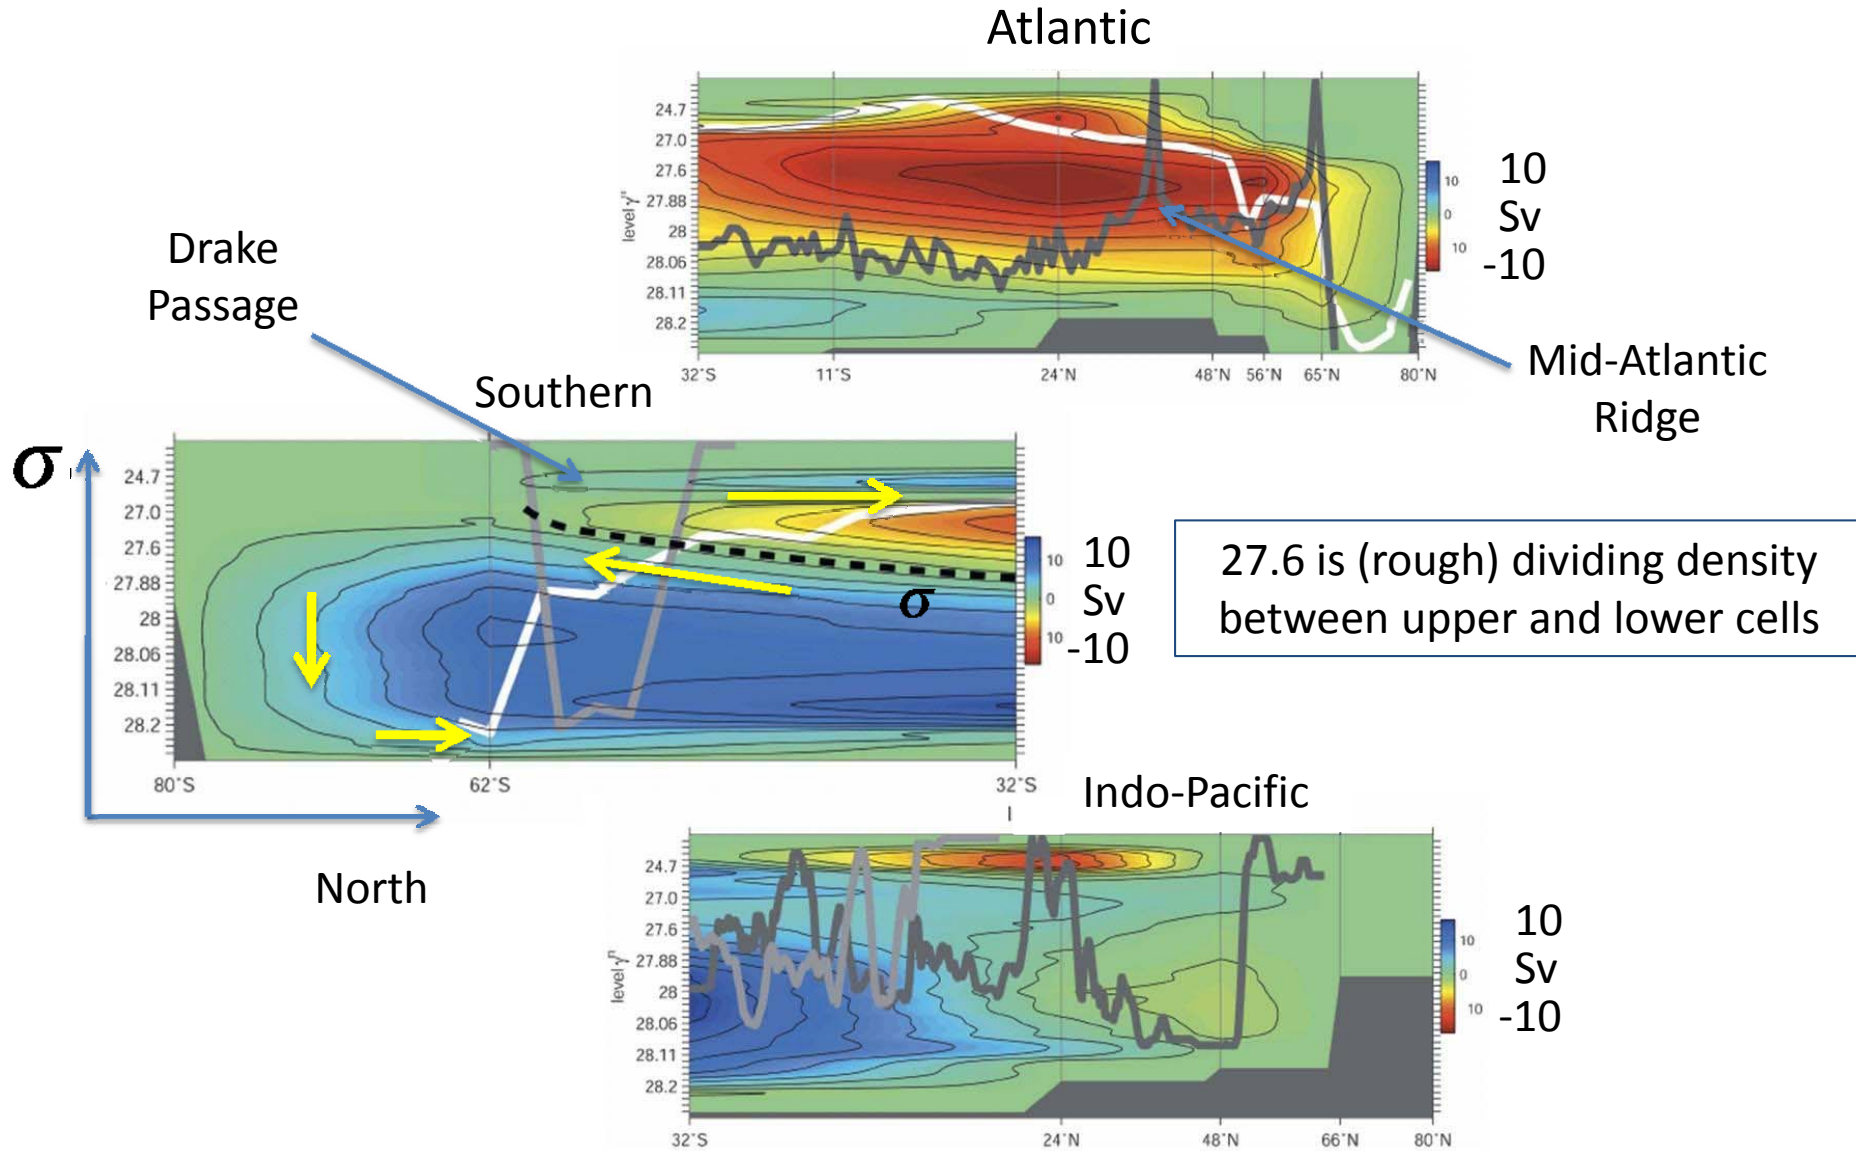 Atlantic
24.7
27.0
27.6
27.88
28
28.06
28.11
28.2
level γⁿ
32°S
11°S
24°N
48°N
56°N
65°N
80°N
10
0
10
10
Sv
-10
Drake
Passage
Mid-Atlantic
Ridge
Southern
σ
24.7
27.0
27.6
27.88
28
28.06
28.11
28.2
80°S
62°S
32°S
σ
10
0
10
10
Sv
-10
North
27.6 is (rough) dividing density
between upper and lower cells
Indo-Pacific
24.7
27.0
27.6
27.88
28
28.06
28.11
28.2
level γⁿ
32°S
24°N
48°N
66°N
80°N
10
0
10
10
Sv
-10